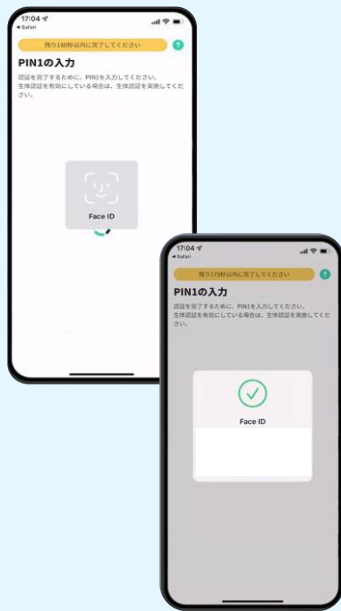 17:04
◀ Safari
残り180秒以内に完了してください
?
PIN1の入力
認証を完了するために、PIN1を入力してください。
生体認証を有効にしている場合は、生体認証を実施してくだ
さい。
Face ID
17:04
◀ Safari
残り175秒以内に完了してください
?
PIN1の入力
認証を完了するために、PIN1を入力してください。
生体認証を有効にしている場合は、生体認証を実施してくだ
さい。
Face ID